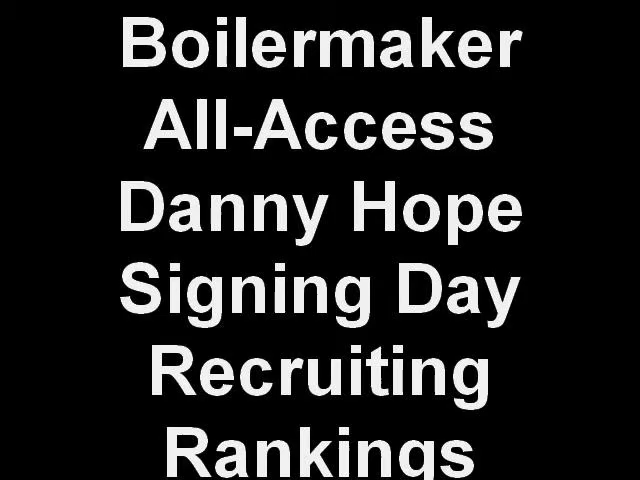 Boilermaker
All-Access
Danny Hope
Signing Day
Recruiting
Rankings